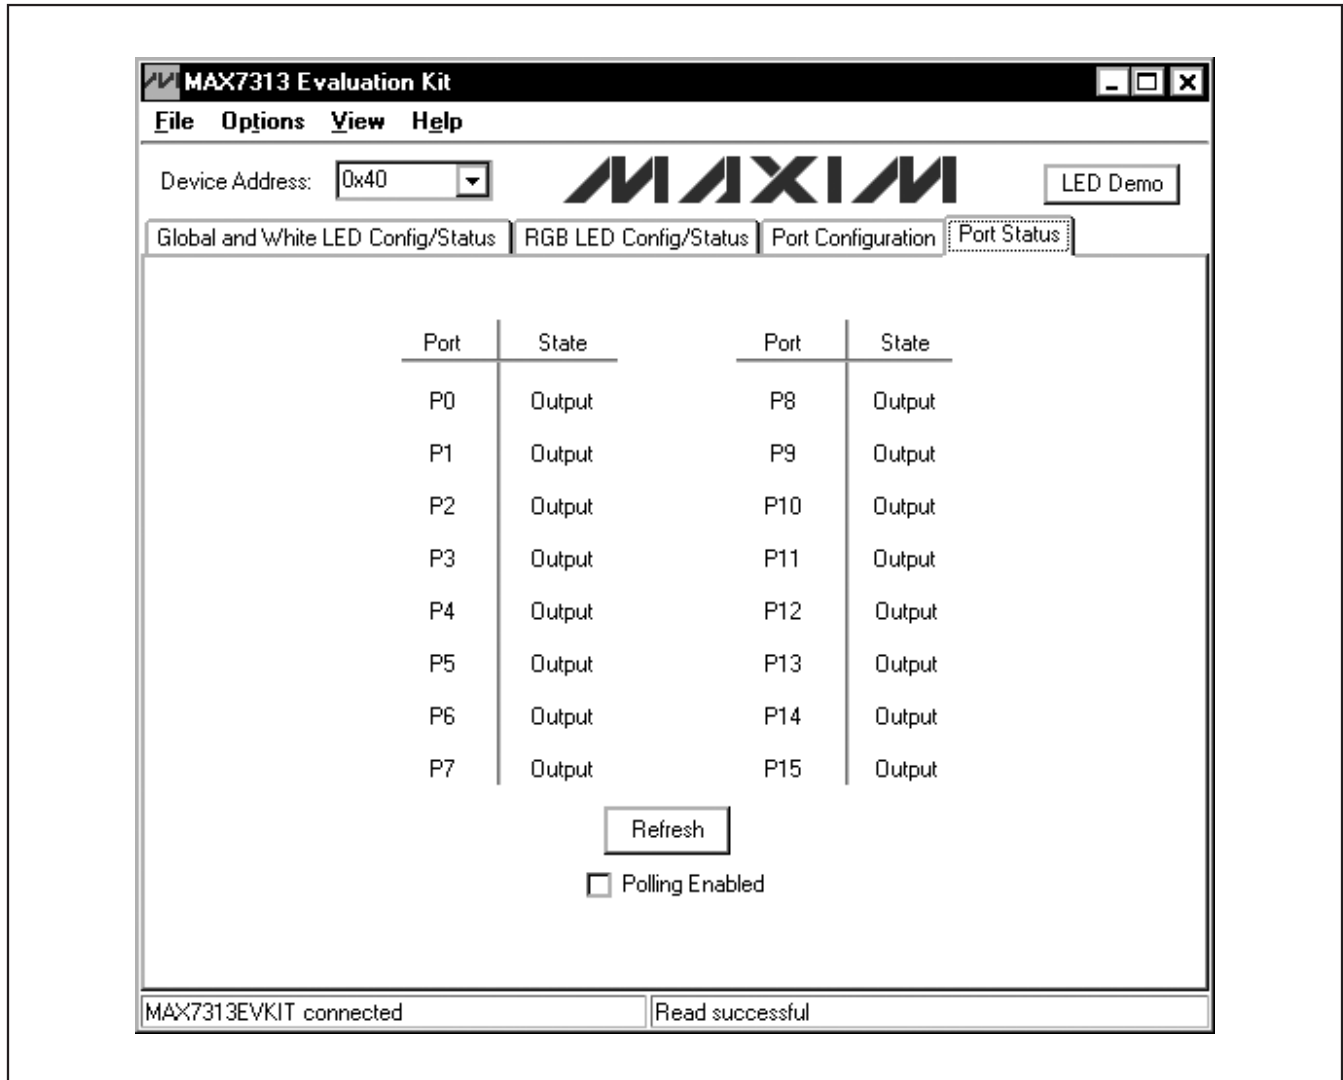 MAX7313 Evaluation Kit
File Options View Help
Device Address: 0x40 MAXIM LED Demo
Global and White LED Config/Status RGB LED Config/Status Port Configuration Port Status
Port State Port State
P0 Output P8 Output
P1 Output P9 Output
P2 Output P10 Output
P3 Output P11 Output
P4 Output P12 Output
P5 Output P13 Output
P6 Output P14 Output
P7 Output P15 Output
Refresh
Polling Enabled
MAX7313EVKIT connected Read successful